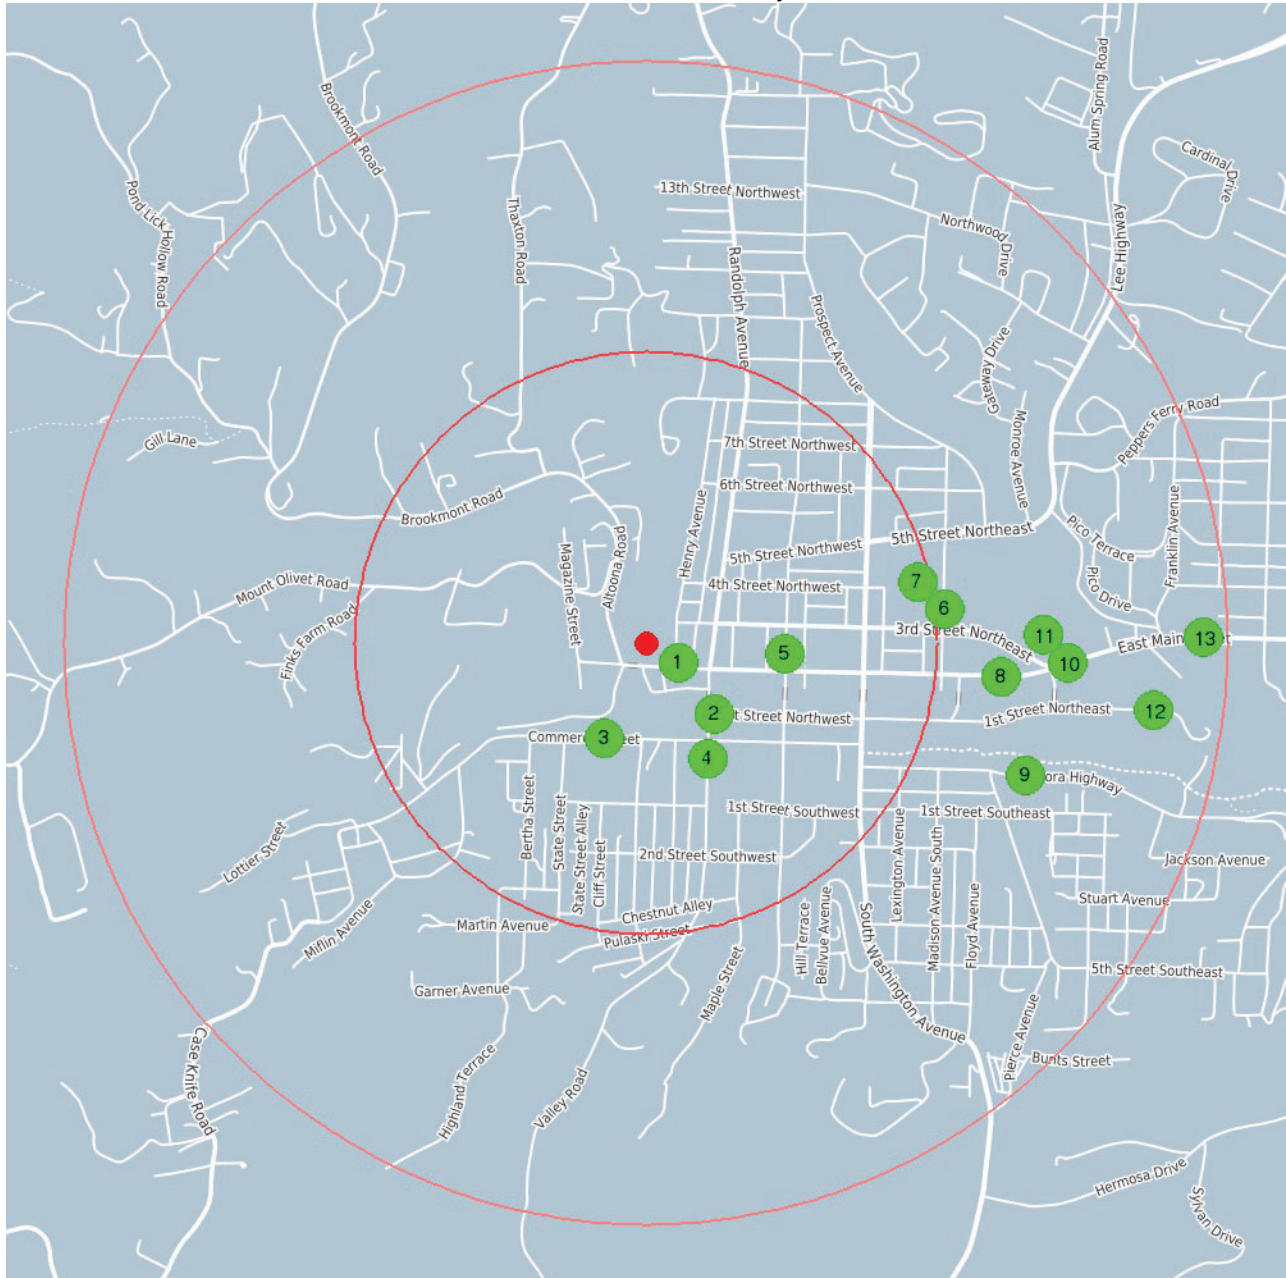 Alum Spring Road
Brookmont Road
Cardinal Drive
Pond Lick Hollow Road
13th Street Northwest
Thaxton Road
Northwood Drive
Lee Highway
Randolph Avenue
Prospect Avenue
Gateway Drive
Monroe Avenue
Peppers Ferry Road
Gill Lane
7th Street Northwest
6th Street Northwest
Brookmont Road
Henry Avenue
Franklin Avenue
5th Street Northeast
5th Street Northwest
Pico Terrace
Magazine Street
Altoona Road
Mount Olivet Road
4th Street Northwest
7
Pico Drive
6
Finks Farm Road
3rd Street Northeast
11
East Main
13
1
5
10
8
2
t Street Northwest
1st Street Northeast
12
3
Commerc
eet
4
9
ora Highway
Bertha Street
State Street
State Street Alley
Cliff Street
1st Street Southwest
1st Street Southeast
Lottier Street
2nd Street Southwest
Lexington Avenue
Madison Avenue South
Floyd Avenue
Jackson Avenue
Stuart Avenue
Chestnut Alley
Martin Avenue
Miflin Avenue
Pulaski Street
Hill Terrace
Bellvue Avenue
South Washington Avenue
5th Street Southeast
Garner Avenue
Maple Street
Case Knife Road
Highland Terrace
Valley Road
Pierce Avenue
Bunts Street
Hermosa Drive
Sylvan Drive